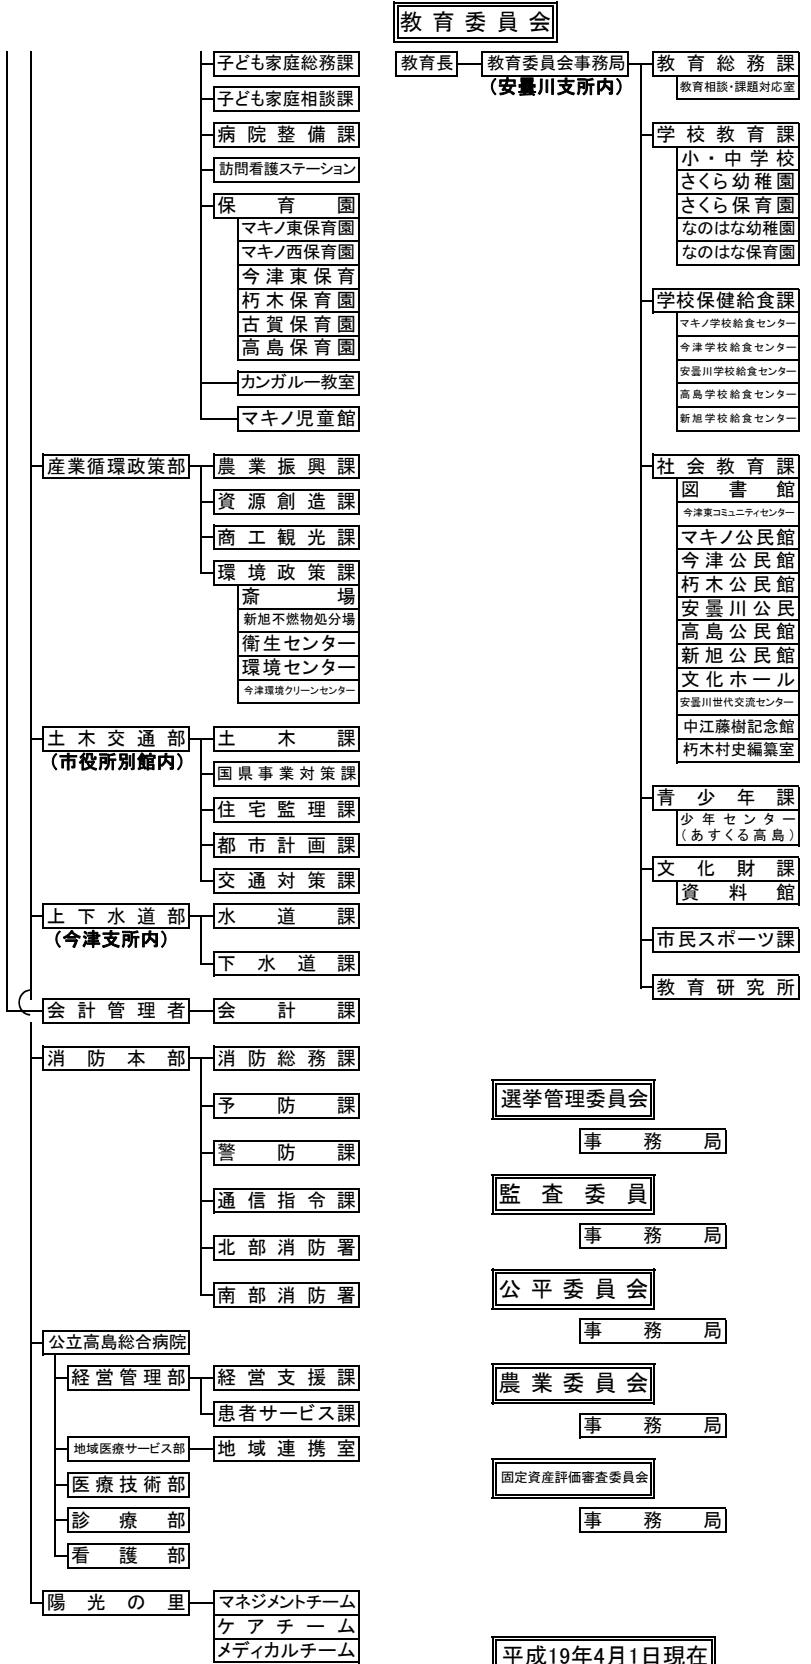 教育委員会
子ども家庭総務課
子ども家庭相談課
病院整備課
訪問看護ステーション
保育園
マキノ東保育園
マキノ西保育園
今津東保育
朽木保育園
古賀保育園
高島保育園
カンガルー教室
マキノ児童館
産業循環政策部
農業振興課
資源創造課
商工観光課
環境政策課
斎場
新旭不燃物処分場
衛生センター
環境センター
今津環境クリーンセンター
土木交通部
(市役所別館内)
土木課
国県事業対策課
住宅監理課
都市計画課
交通対策課
上下水道部
(今津支所内)
水道課
下水道課
会計管理者
会計課
消防本部
消防総務課
予防課
警防課
通信指令課
北部消防署
南部消防署
公立高島総合病院
経営管理部
経営支援課
患者サービス課
地域医療サービス部
地域連携室
医療技術部
診療部
看護部
陽光の里
マネジメントチーム
ケアチーム
メディカルチーム
教育長
教育委員会事務局
(安曇川支所内)
教育総務課
教育相談・課題対応室
学校教育課
小・中学校
さくら幼稚園
さくら保育園
なのはな幼稚園
なのはな保育園
学校保健給食課
マキノ学校給食センター
今津学校給食センター
安曇川学校給食センター
高島学校給食センター
新旭学校給食センター
社会教育課
図書館
今津東コミュニティセンター
マキノ公民館
今津公民館
朽木公民館
安曇川公民
高島公民館
新旭公民館
文化ホール
安曇川世代交流センター
中江藤樹記念館
朽木村史編纂室
青少年課
少年センター
(あすくる高島)
文化財課
資料館
市民スポーツ課
教育研究所
選挙管理委員会
事務局
監査委員
事務局
公平委員会
事務局
農業委員会
事務局
固定資産評価審査委員会
事務局
平成19年4月1日現在